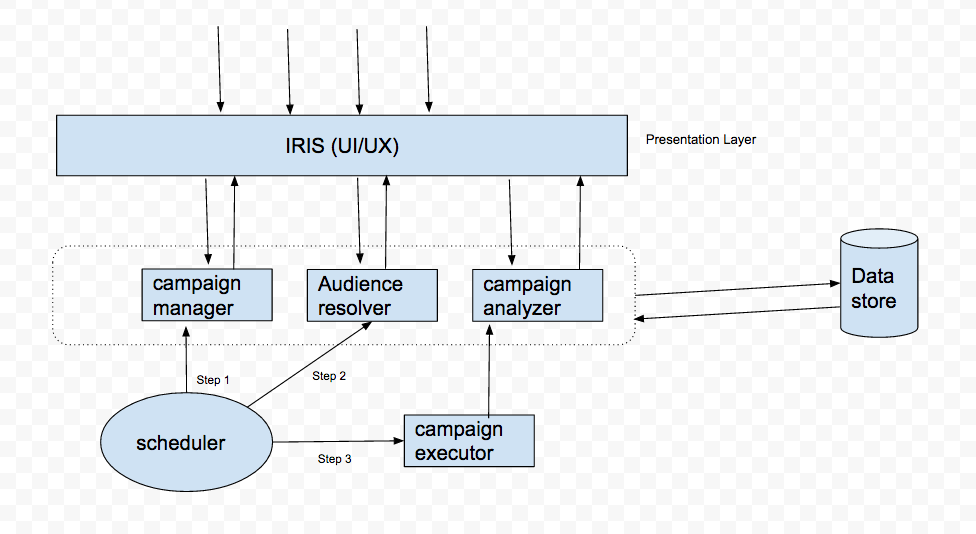 IRIS (UI/UX)
Presentation Layer
campaign
manager
Audience
resolver
campaign
analyzer
Data
store
Step 1
Step 2
scheduler
Step 3
campaign
executor